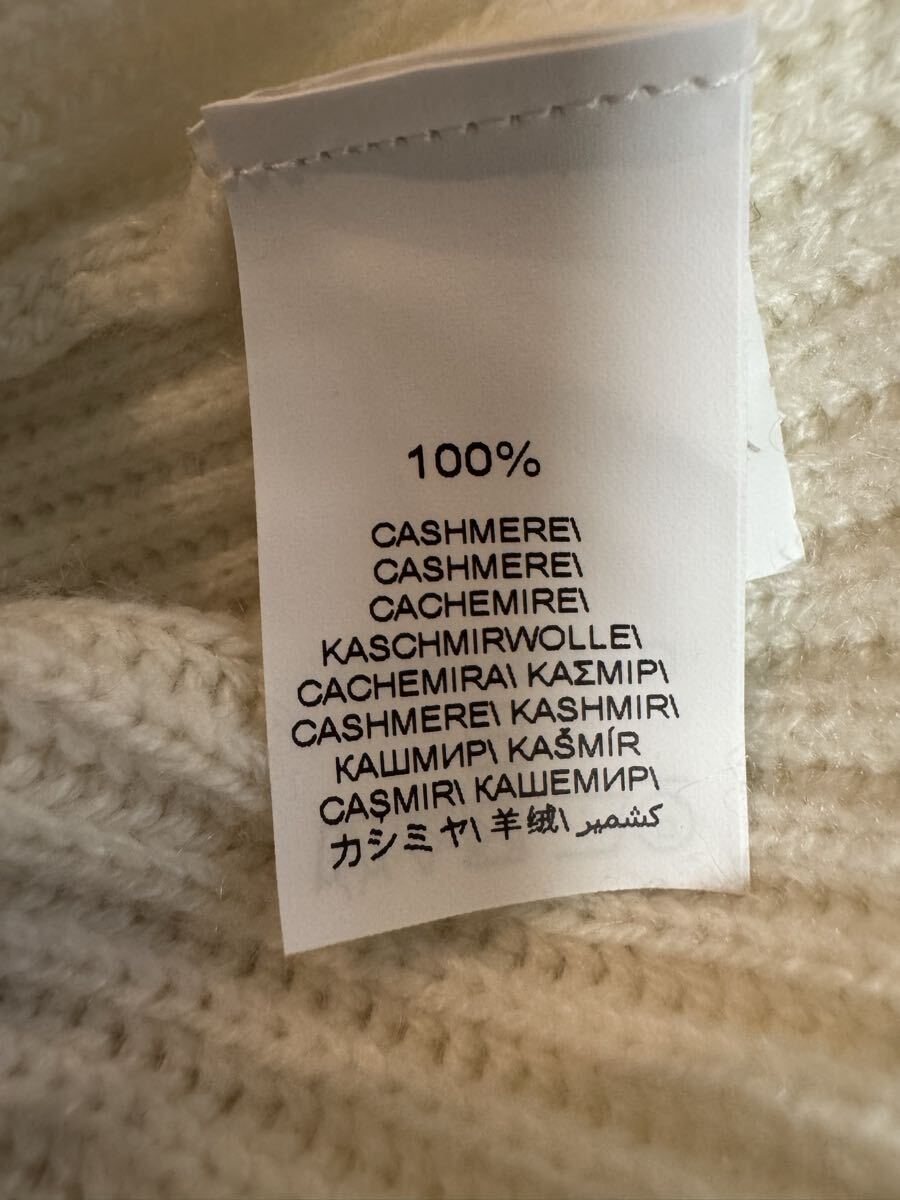 100%
CASHMERE\
CASHMERE\
CACHEMIRE\
KASCHMIRWOLLE\
CACHEMIRA\ ΚΑΣΜΙΡ\
CASHMERE\ KASHMIR\
КАШМИР\ KAŠMÍR
CAŞMIR\ КАШЕМИР\
カシミヤ\ 羊绒\ كشمير